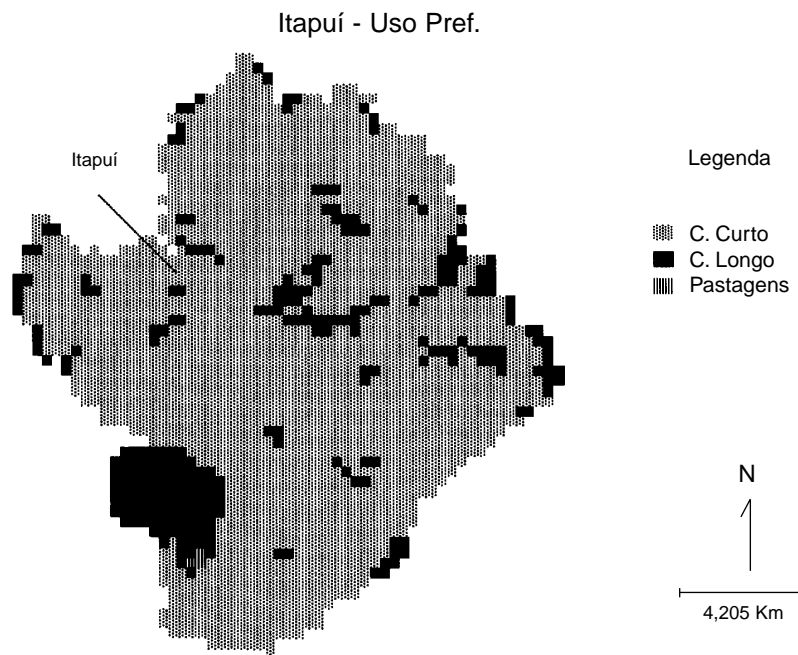 Itapuí - Uso Pref.
Itapuí
Legenda
C. Curto
C. Longo
Pastagens
N
4,205 Km